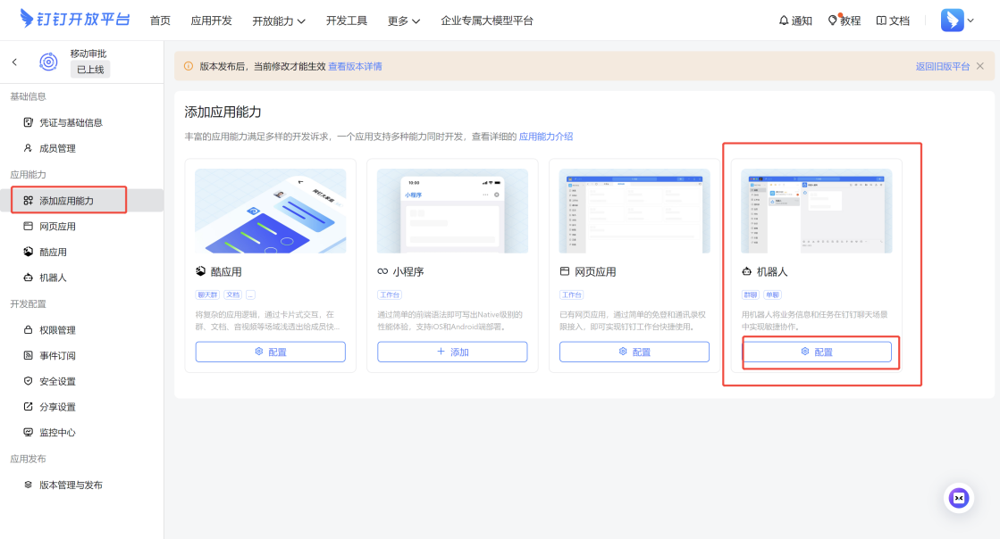 钉钉开放平台 首页 应用开发 开放能力 开发工具 更多 企业专属大模型平台 通知 教程 文档
移动审批
已上线
基础信息
凭证与基础信息
成员管理
应用能力
添加应用能力
网页应用
酷应用
机器人
开发配置
权限管理
事件订阅
安全设置
分享设置
监控中心
应用发布
版本管理与发布
版本发布后，当前修改才能生效 查看版本详情 返回旧版平台
添加应用能力
丰富的应用能力满足多样的开发诉求，一个应用支持多种能力同时开发，查看详细的 应用能力介绍
酷应用
聊天群 文档 ...
将复杂的应用逻辑，通过卡片式交互，在
群、文档、音视频等场域浅透出给成员快...
配置
10:00
小程序
小程序
工作台
通过简单的前端语法即可写出Native级别的
性能体验，支持iOS和Android端部署。
添加
网页应用
工作台
已有网页应用，通过简单的免登和通讯录权
限接入，即可实现钉钉工作台快捷使用。
配置
机器人
群聊 单聊
用机器人将业务信息和任务在钉钉聊天场景
中实现敏捷协作。
配置